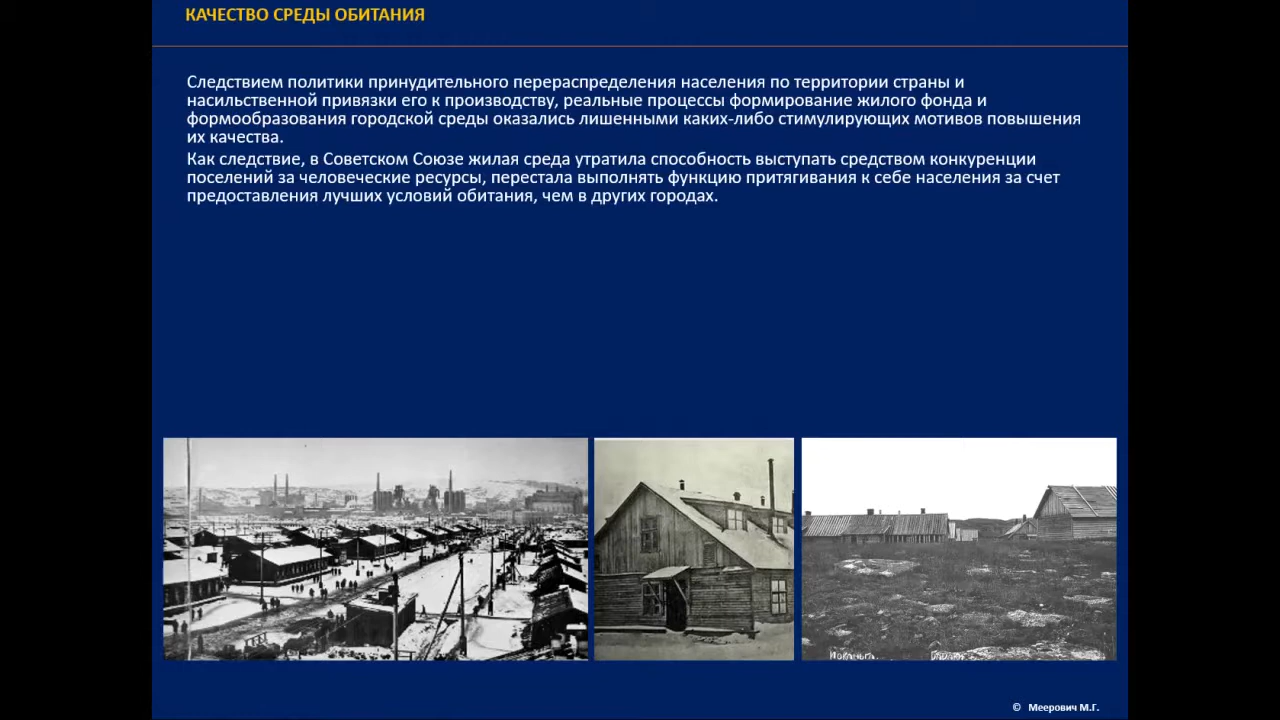 КАЧЕСТВО СРЕДЫ ОБИТАНИЯ
Следствием политики принудительного перераспределения населения по территории страны и
насильственной привязки его к производству, реальные процессы формирование жилого фонда и
формообразования городской среды оказались лишенными каких-либо стимулирующих мотивов повышения
их качества.
Как следствие, в Советском Союзе жилая среда утратила способность выступать средством конкуренции
поселений за человеческие ресурсы, перестала выполнять функцию притягивания к себе населения за счет
предоставления лучших условий обитания, чем в других городах.
© Меерович М.Г.